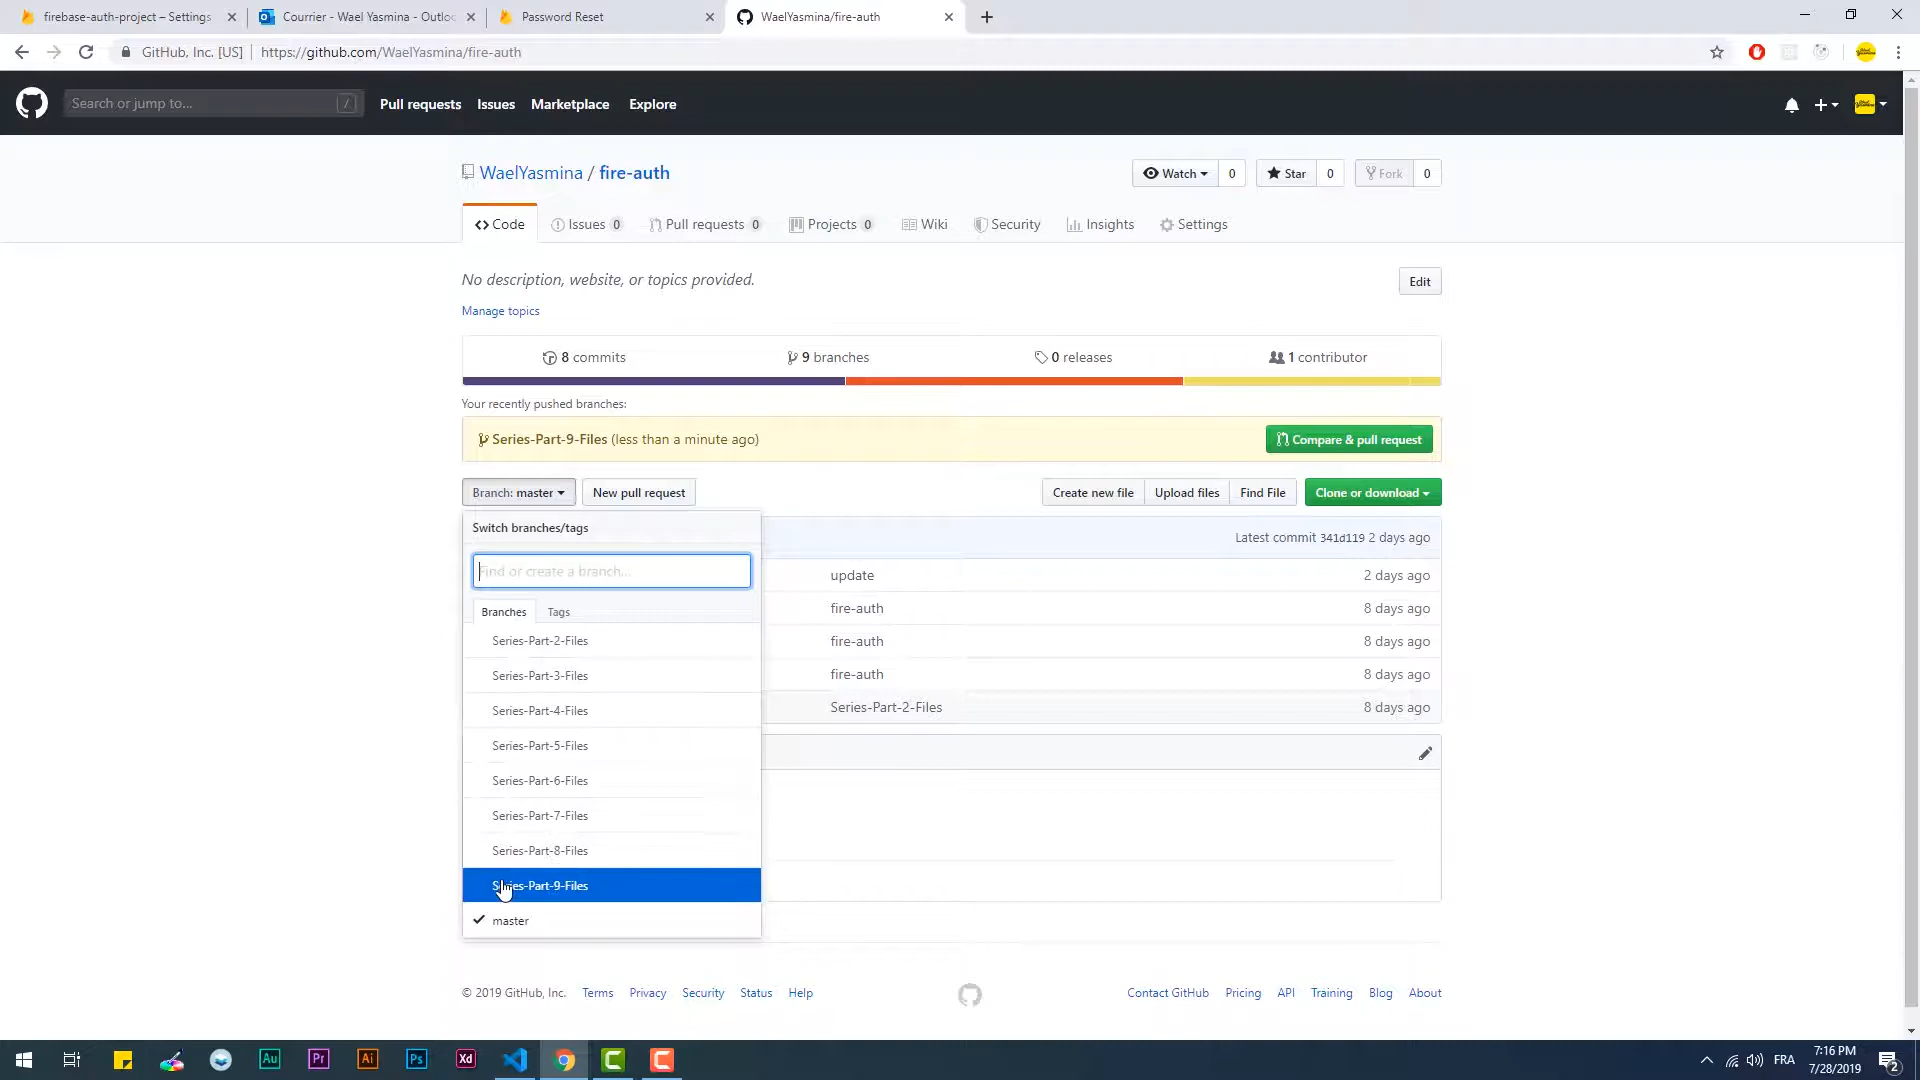 firebase-auth-project – Settings
Courrier - Wael Yasmina - Outlo
Password Reset
WaelYasmina/fire-auth
GitHub, Inc. [US] | https://github.com/WaelYasmina/fire-auth
Search or jump to... /
Pull requests Issues Marketplace Explore
WaelYasmina / fire-auth
Watch 0 Star 0 Fork 0
Code Issues 0 Pull requests 0 Projects 0 Wiki Security Insights Settings
No description, website, or topics provided.
Edit
Manage topics
8 commits 9 branches 0 releases 1 contributor
Your recently pushed branches:
Series-Part-9-Files (less than a minute ago)
Compare & pull request
Branch: master New pull request
Create new file Upload files Find File Clone or download
Switch branches/tags
Find or create a branch...
Branches Tags
Series-Part-2-Files
Series-Part-3-Files
Series-Part-4-Files
Series-Part-5-Files
Series-Part-6-Files
Series-Part-7-Files
Series-Part-8-Files
Series-Part-9-Files
master
Latest commit 341d119 2 days ago
update 2 days ago
fire-auth 8 days ago
fire-auth 8 days ago
fire-auth 8 days ago
Series-Part-2-Files 8 days ago
© 2019 GitHub, Inc. Terms Privacy Security Status Help
Contact GitHub Pricing API Training Blog About
Au Pr Ai Ps Xd
FRA
7:16 PM
7/28/2019
2